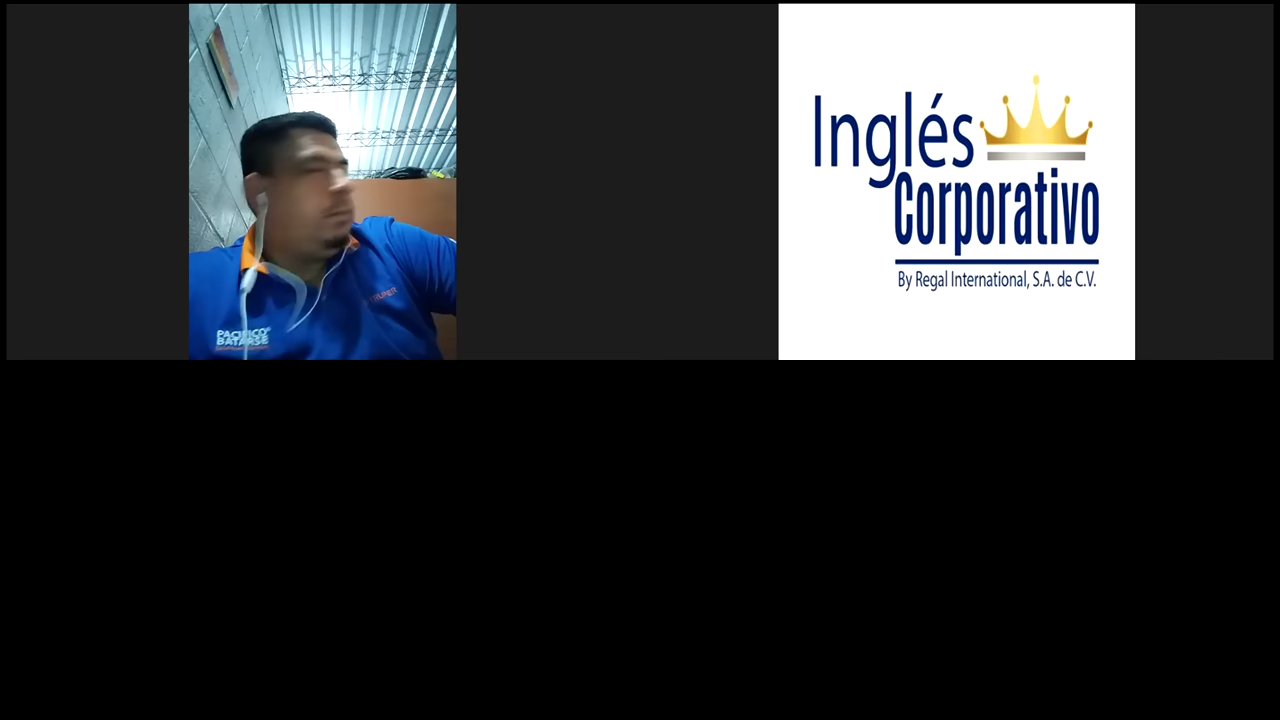 PACIFICO
BATARSE
TRUPER
Inglés
Corporativo
By Regal International, S.A. de C.V.